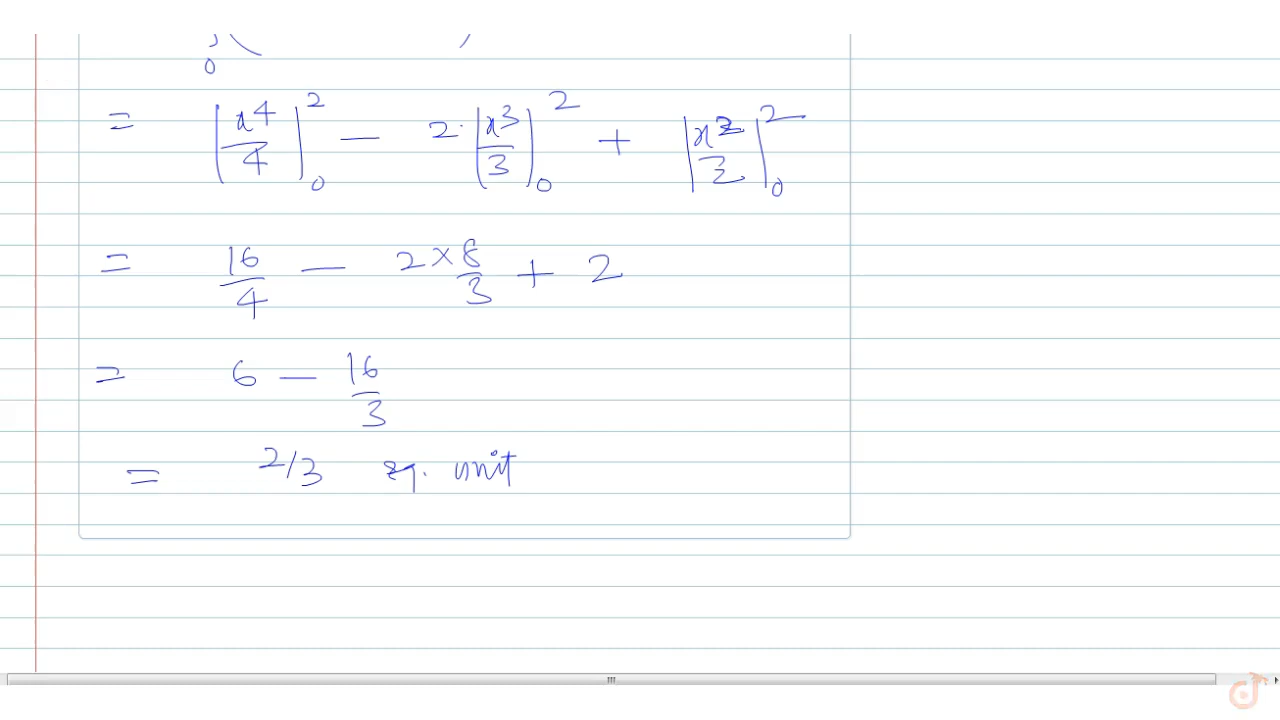 0
= [x⁴/4]₀² - 2·[x³/3]₀² + [x²/2]₀²
= 16/4 - 2×8/3 + 2
= 6 - 16/3
= 2/3 sq. unit